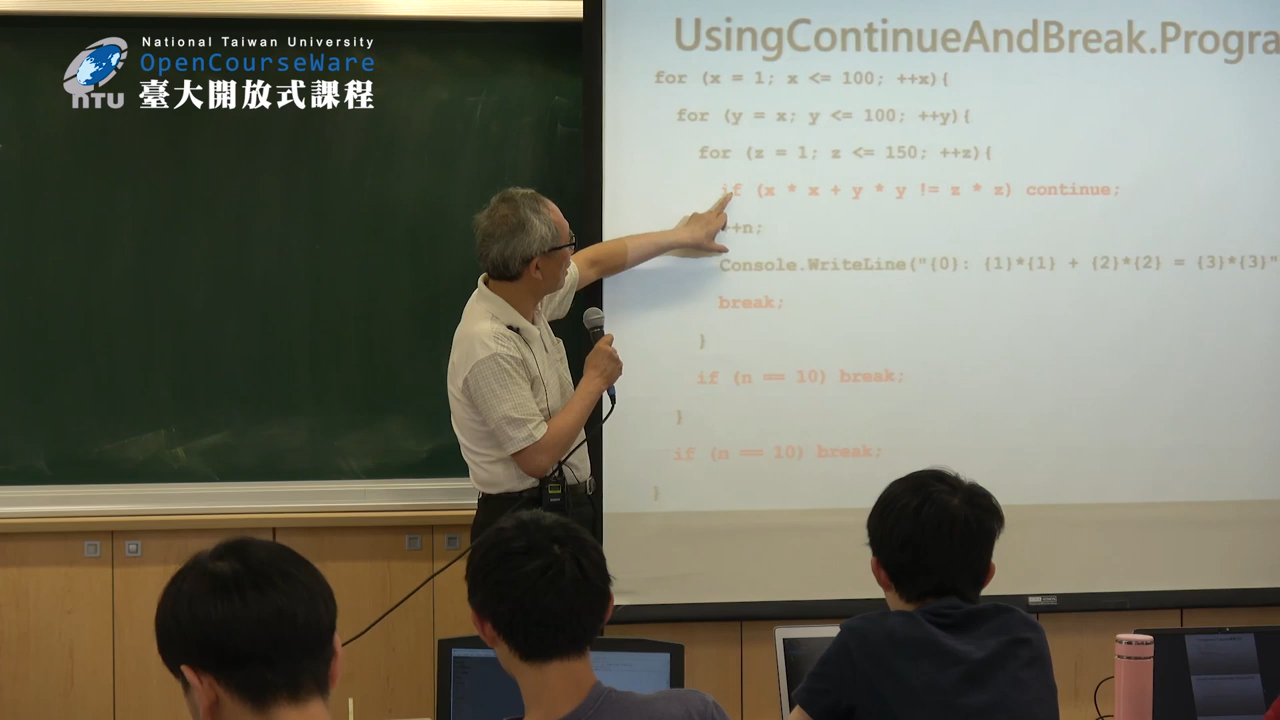 National Taiwan University
OpenCourseWare
臺大開放式課程
NTU
UsingContinueAndBreak.Progra
for (x = 1; x <= 100; ++x){
for (y = x; y <= 100; ++y){
for (z = 1; z <= 150; ++z){
if (x * x + y * y != z * z) continue;
++n;
Console.WriteLine("{0}: {1}*{1} + {2}*{2} = {3}*{3}"
break;
}
if (n == 10) break;
}
if (n == 10) break;
}